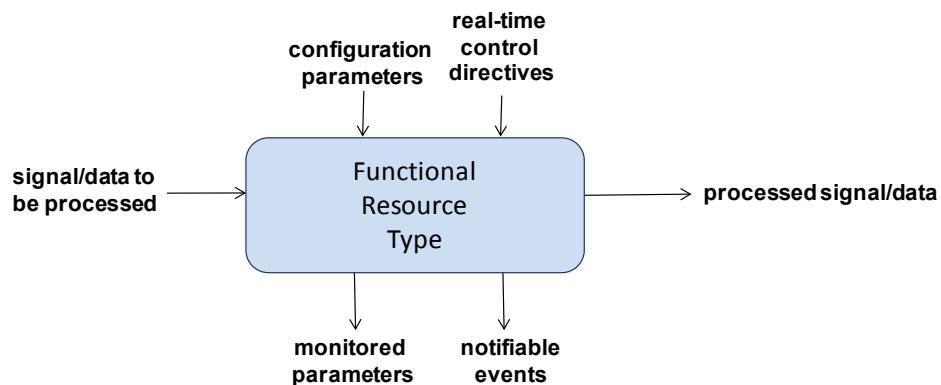 configuration
parameters
real-time
control
directives
signal/data to
be processed
Functional
Resource
Type
processed signal/data
monitored
parameters
notifiable
events